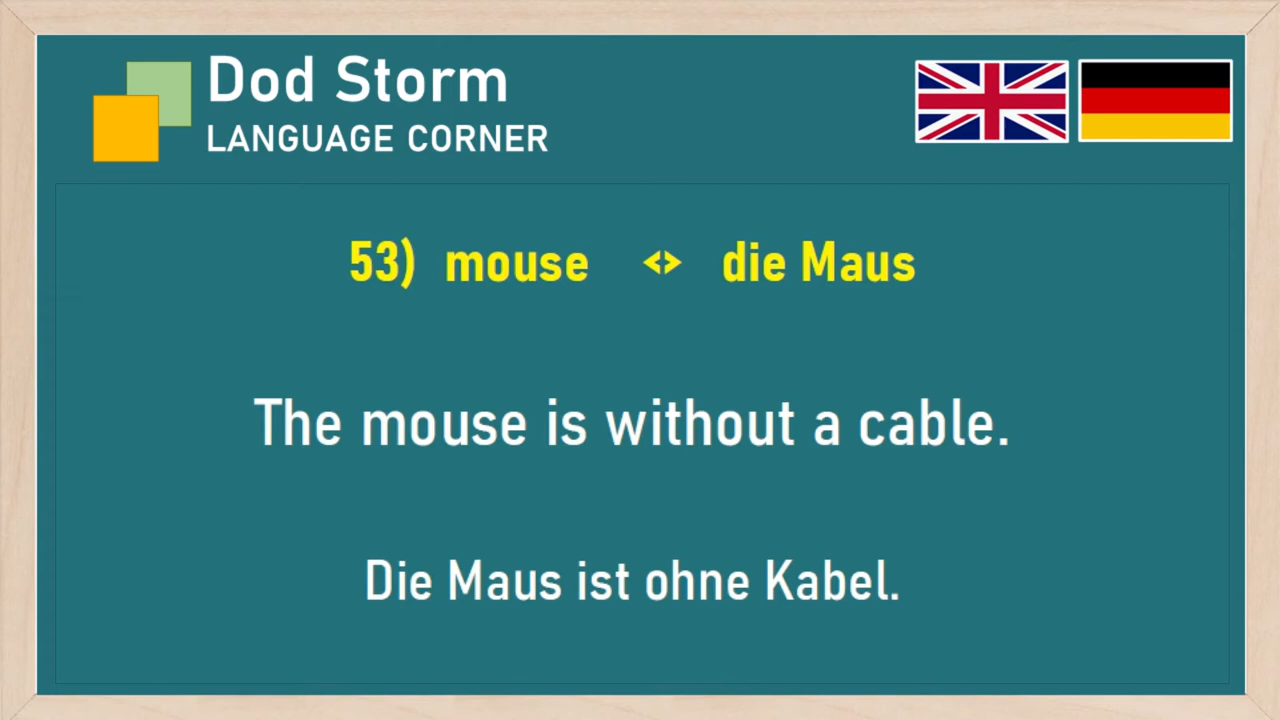 Dod Storm
LANGUAGE CORNER
53) mouse <> die Maus
The mouse is without a cable.
Die Maus ist ohne Kabel.